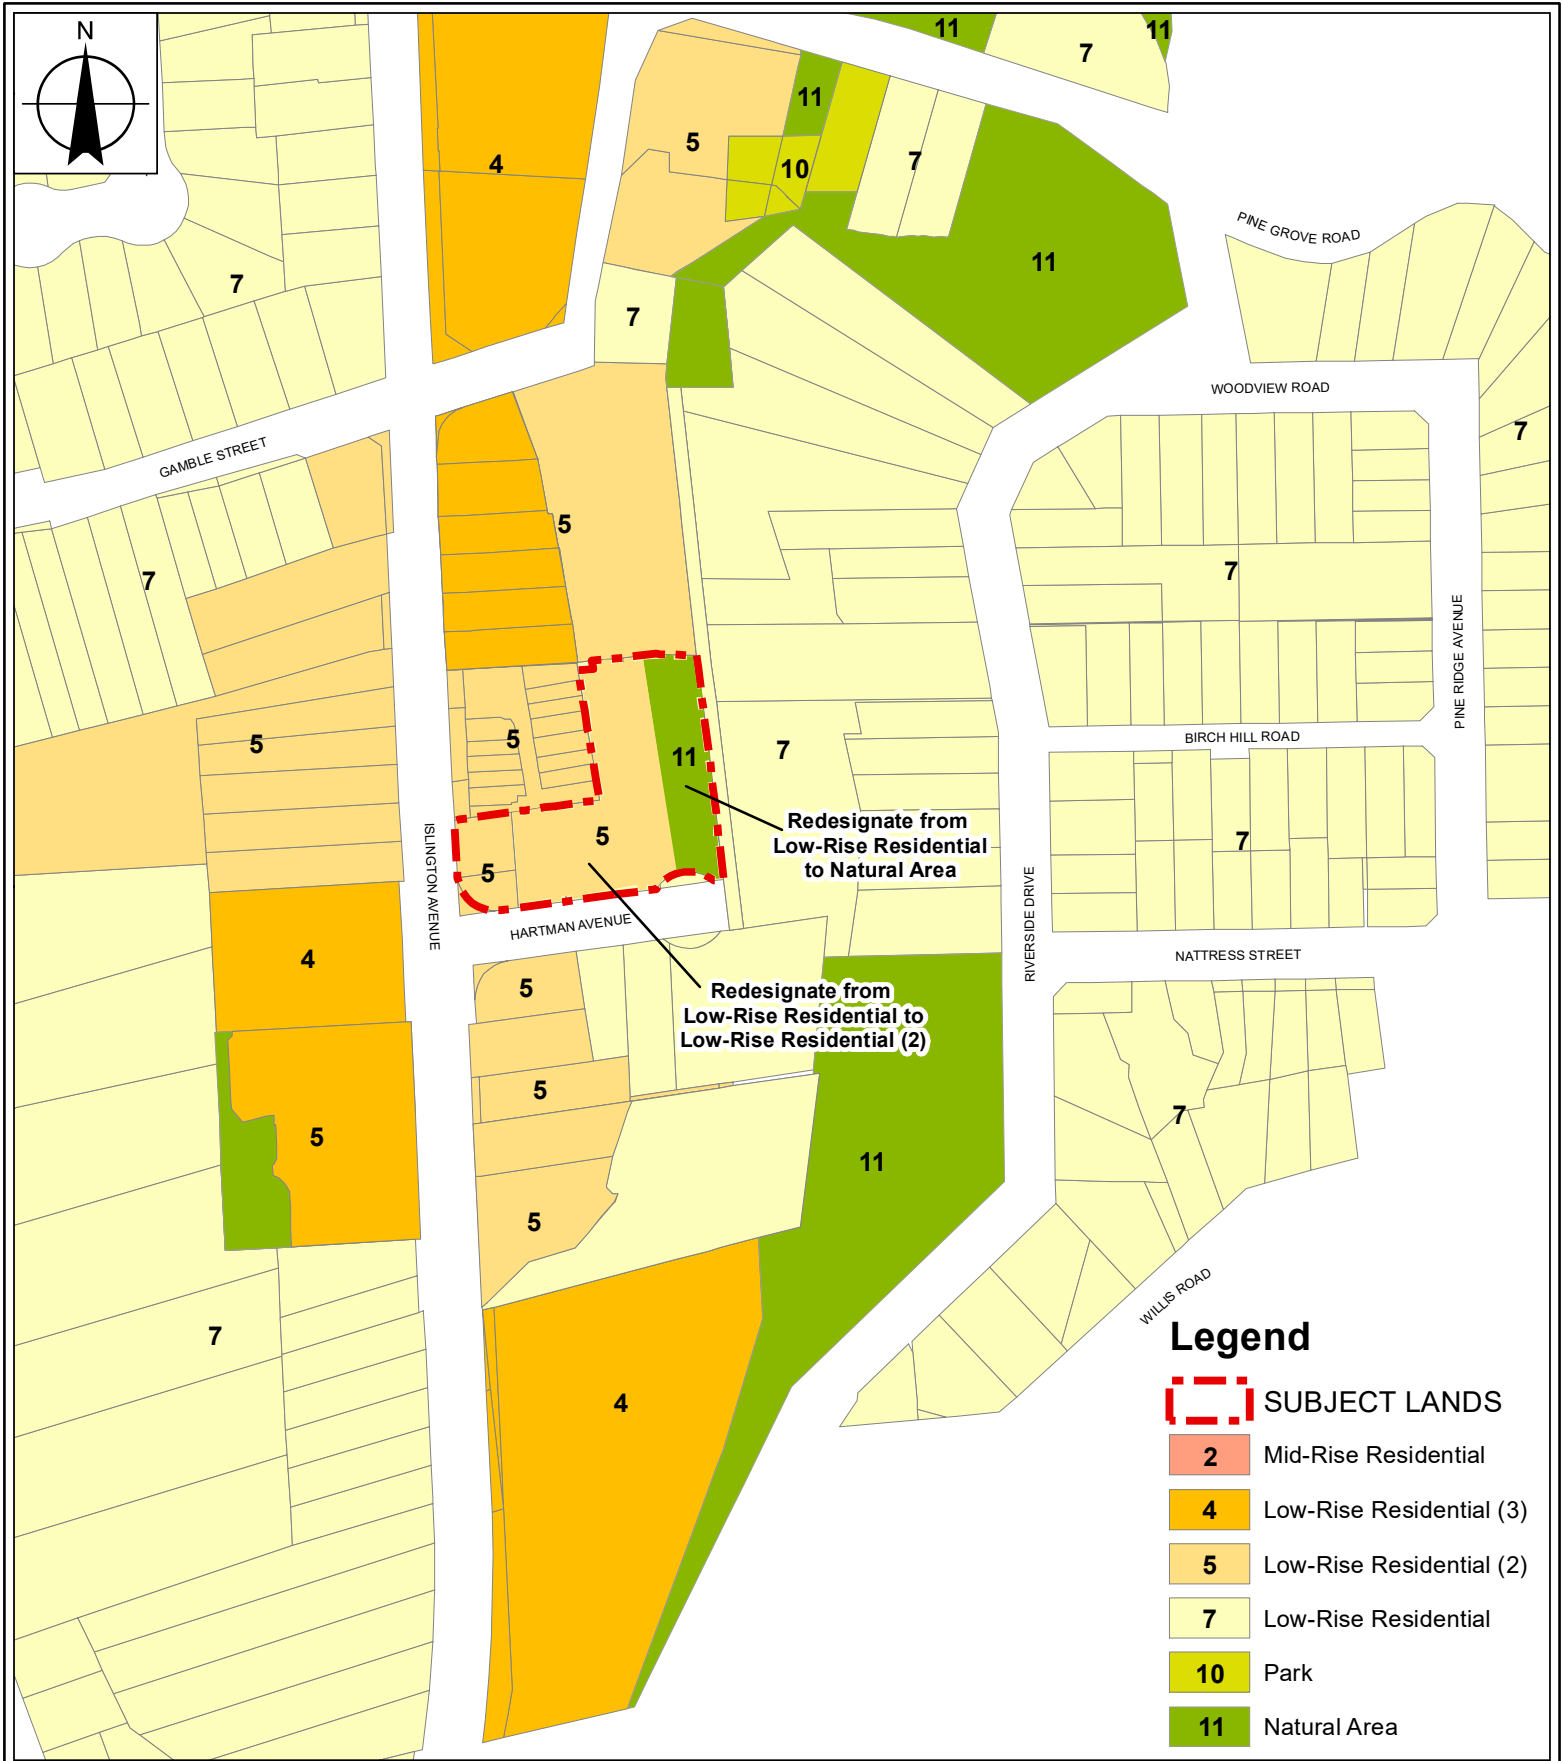 N
11
11
7
11
5
4
10
7
PINE GROVE ROAD
11
7
7
WOODVIEW ROAD
7
GAMBLE STREET
5
7
7
PINE RIDGE AVENUE
5
5
7
BIRCH HILL ROAD
11
Redesignate from
Low-Rise Residential
to Natural Area
5
7
5
ISLINGTON AVENUE
RIVERSIDE DRIVE
HARTMAN AVENUE
4
NATTRESS STREET
5
Redesignate from
Low-Rise Residential to
Low-Rise Residential (2)
5
7
5
11
5
WILLIS ROAD
7
4
Legend
SUBJECT LANDS
2 Mid-Rise Residential
4 Low-Rise Residential (3)
5 Low-Rise Residential (2)
7 Low-Rise Residential
10 Park
11 Natural Area